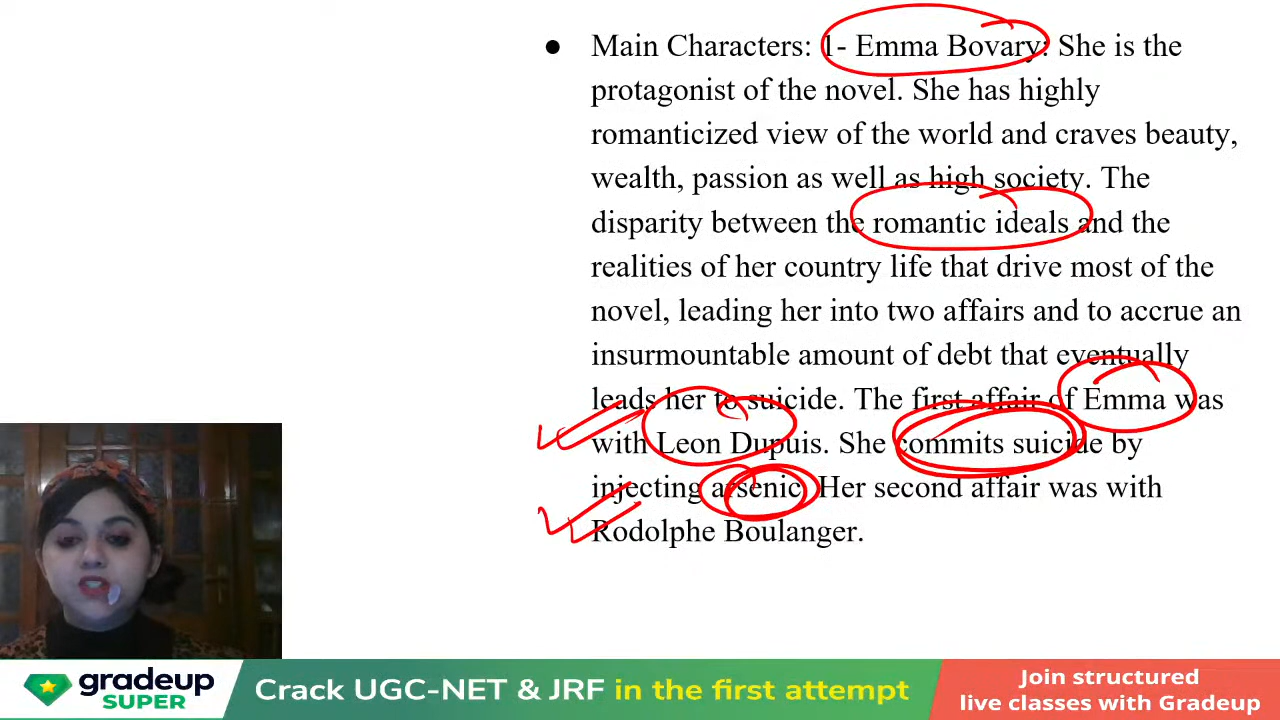 ● Main Characters: 1- Emma Bovary: She is the
protagonist of the novel. She has highly
romanticized view of the world and craves beauty,
wealth, passion as well as high society. The
disparity between the romantic ideals and the
realities of her country life that drive most of the
novel, leading her into two affairs and to accrue an
insurmountable amount of debt that eventually
leads her to suicide. The first affair of Emma was
with Leon Dupuis. She commits suicide by
injecting arsenic. Her second affair was with
Rodolphe Boulanger.
gradeup
SUPER
Crack UGC-NET & JRF in the first attempt
Join structured
live classes with Gradeup